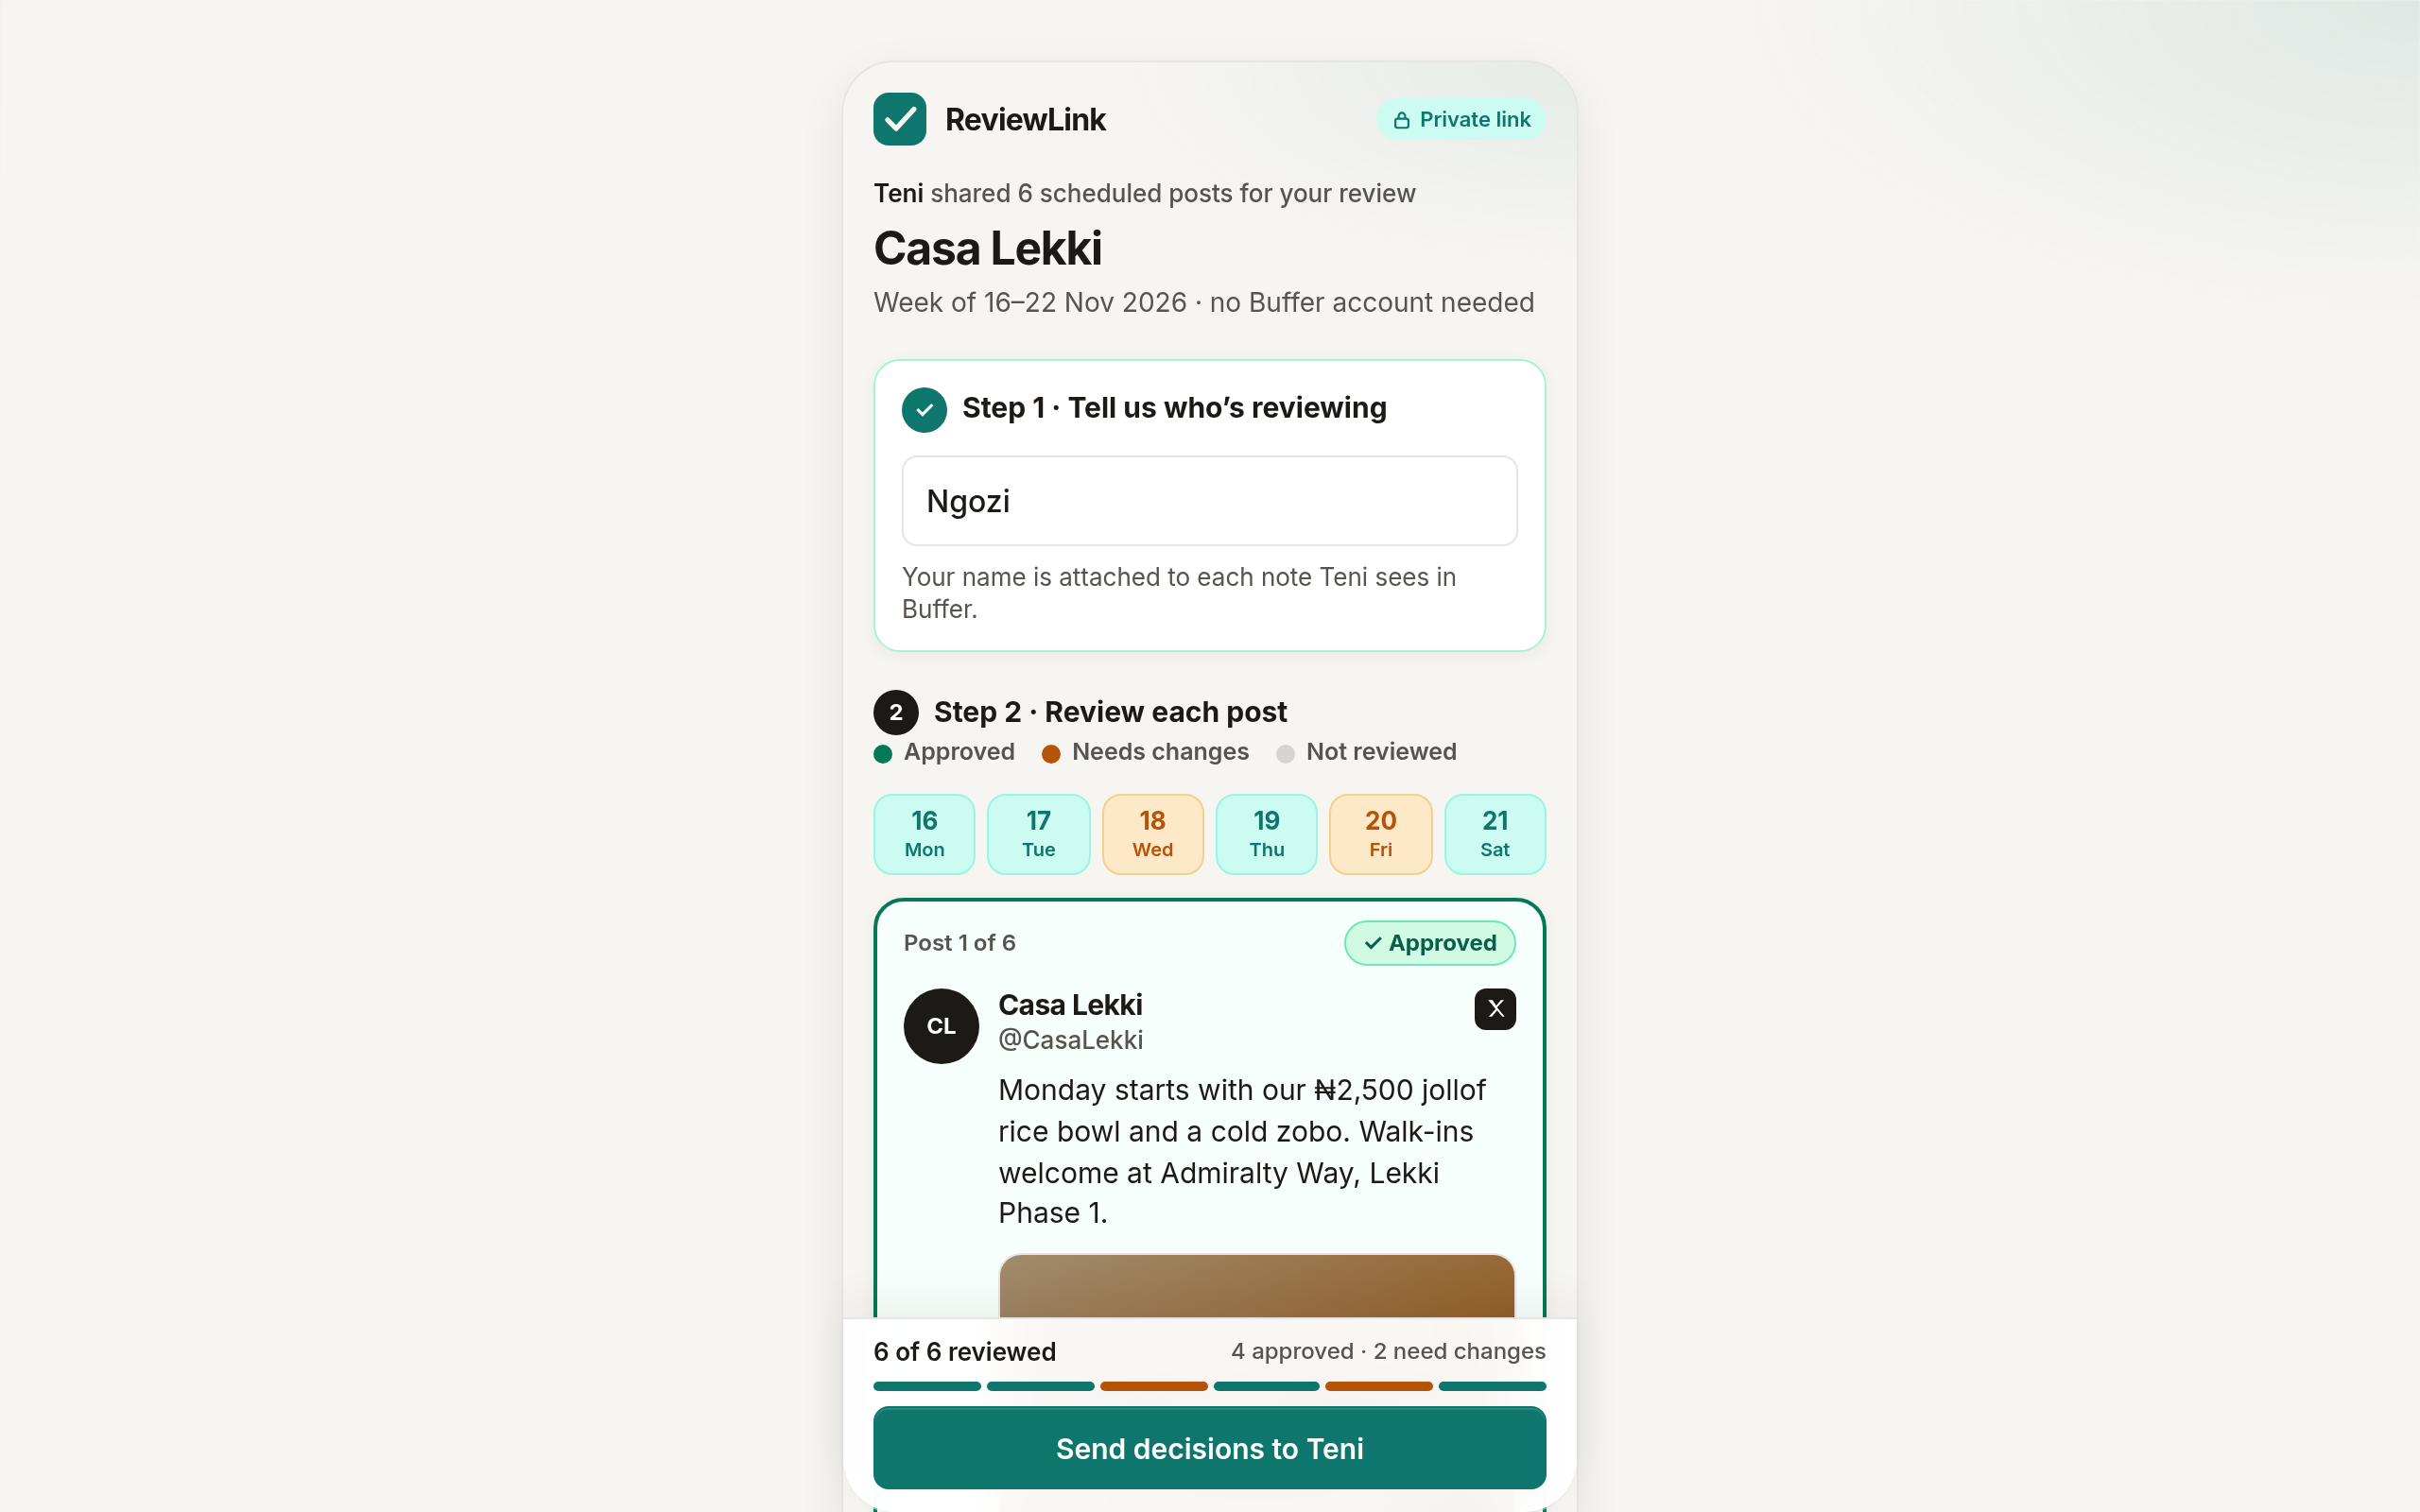 ReviewLink
Private link
Teni shared 6 scheduled posts for your review
Casa Lekki
Week of 16–22 Nov 2026 · no Buffer account needed
Step 1 · Tell us who’s reviewing
Ngozi
Your name is attached to each note Teni sees in
Buffer.
2 Step 2 · Review each post
Approved Needs changes Not reviewed
16 17 18 19 20 21
Mon Tue Wed Thu Fri Sat
Post 1 of 6
Approved
CL
Casa Lekki
X
@CasaLekki
Monday starts with our ₦2,500 jollof
rice bowl and a cold zobo. Walk-ins
welcome at Admiralty Way, Lekki
Phase 1.
6 of 6 reviewed
4 approved · 2 need changes
Send decisions to Teni